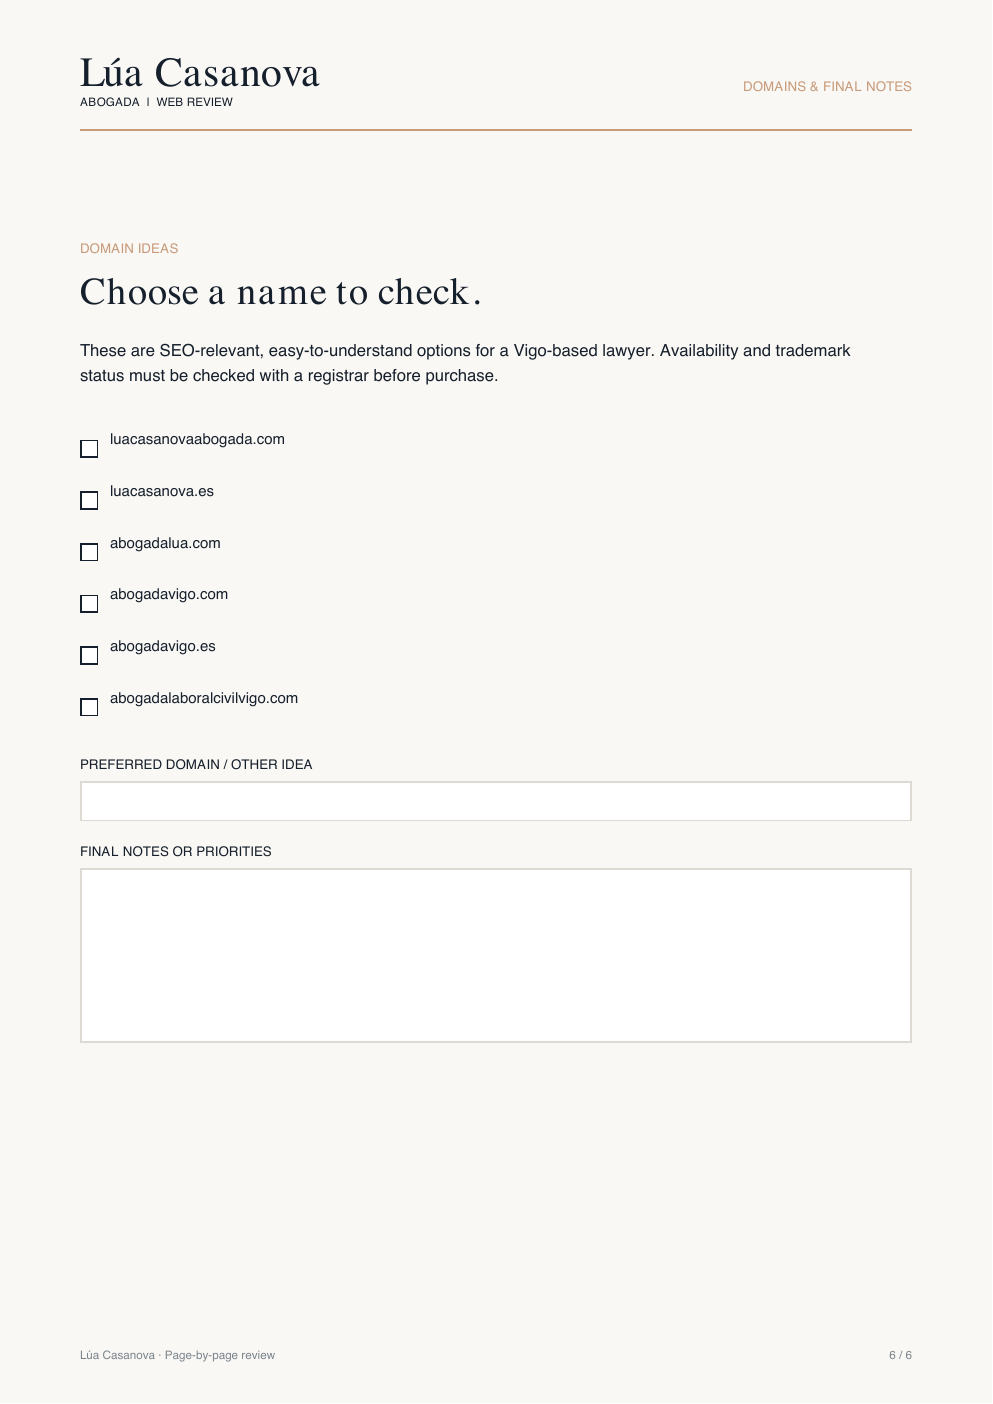 Lúa Casanova
ABOGADA | WEB REVIEW
DOMAINS & FINAL NOTES
DOMAIN IDEAS
Choose a name to check.
These are SEO-relevant, easy-to-understand options for a Vigo-based lawyer. Availability and trademark
status must be checked with a registrar before purchase.
luacasanovaabogada.com
luacasanova.es
abogadalua.com
abogadavigo.com
abogadavigo.es
abogadalaboralcivilvigo.com
PREFERRED DOMAIN / OTHER IDEA
FINAL NOTES OR PRIORITIES
Lúa Casanova · Page-by-page review
6 / 6